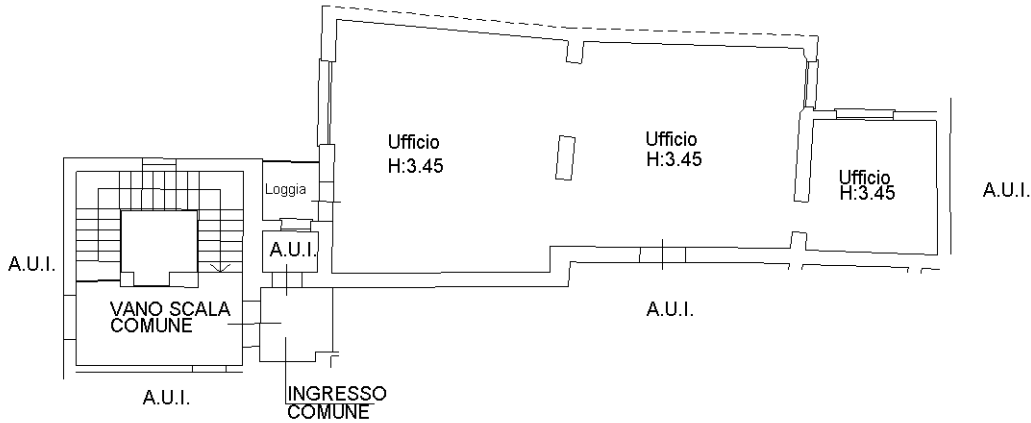 Ufficio
H:3.45
Ufficio
H:3.45
Ufficio
H:3.45
A.U.I.
Loggia
A.U.I.
A.U.I.
VANO SCALA
COMUNE
A.U.I.
A.U.I.
INGRESSO
COMUNE